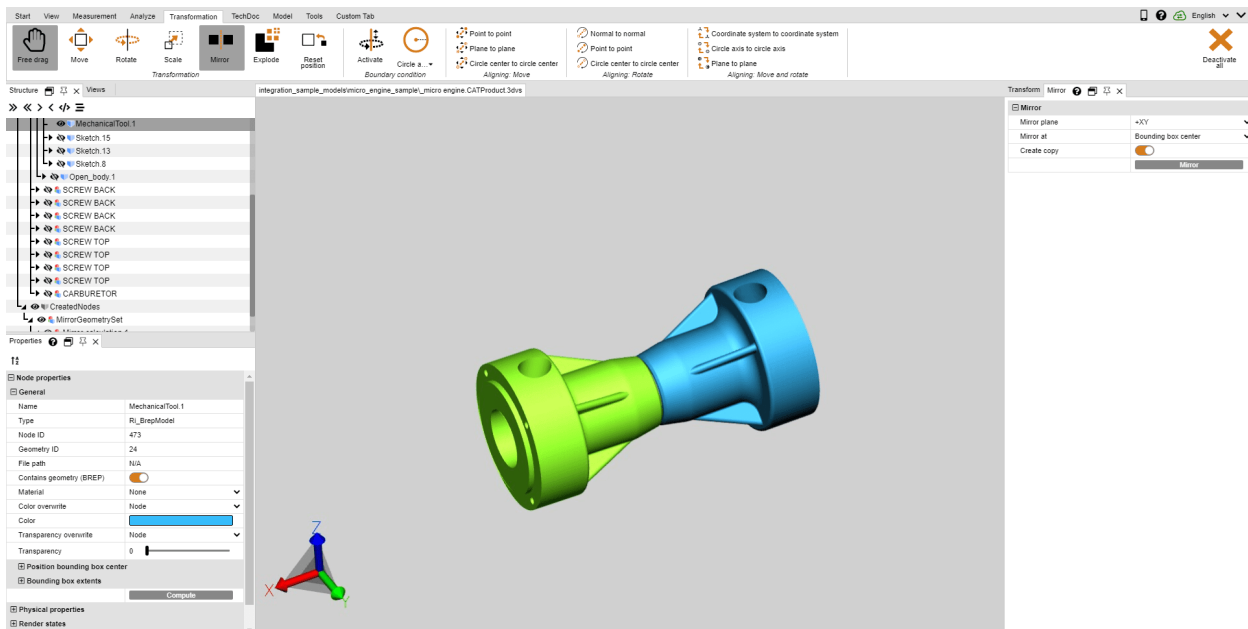 Start View Measurement Analyze Transformation TechDoc Model Tools Custom Tab English
Free drag Move Rotate Scale Mirror Explode Reset position
Transformation
Activate Circle a...
Boundary condition
Point to point
Plane to plane
Circle center to circle center
Aligning: Move
Normal to normal
Point to point
Circle center to circle center
Aligning: Rotate
Coordinate system to coordinate system
Circle axis to circle axis
Plane to plane
Aligning: Move and rotate
Deactivate all
Structure Views
integration_sample_models\micro_engine_sample\_micro engine.CATProduct.3dvs
MechanicalTool.1
Sketch.15
Sketch.13
Sketch.8
Open_body.1
SCREW BACK
SCREW BACK
SCREW BACK
SCREW BACK
SCREW TOP
SCREW TOP
SCREW TOP
SCREW TOP
CARBURETOR
CreatedNodes
MirrorGeometrySet
Properties
Node properties
General
Name MechanicalTool.1
Type Ri_BrepModel
Node ID 473
Geometry ID 24
File path N/A
Contains geometry (BREP)
Material None
Color overwrite Node
Color
Transparency overwrite Node
Transparency 0
Position bounding box center
Bounding box extents
Compute
Physical properties
Render states
Z
X
Y
Transform Mirror
Mirror
Mirror plane +XY
Mirror at Bounding box center
Create copy
Mirror